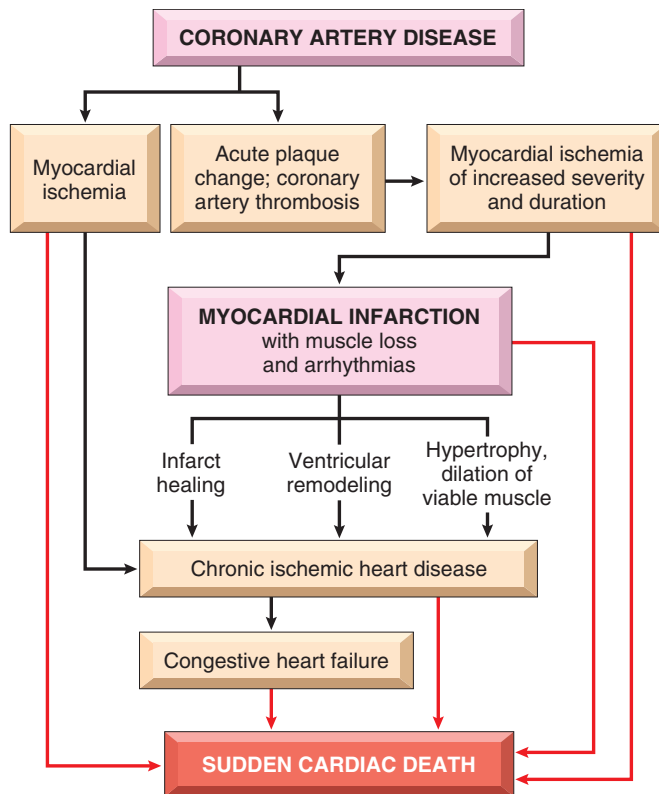 CORONARY ARTERY DISEASE
Myocardial
ischemia
Acute plaque
change; coronary
artery thrombosis
Myocardial ischemia
of increased severity
and duration
MYOCARDIAL INFARCTION
with muscle loss
and arrhythmias
Infarct
healing
Ventricular
remodeling
Hypertrophy,
dilation of
viable muscle
Chronic ischemic heart disease
Congestive heart failure
SUDDEN CARDIAC DEATH